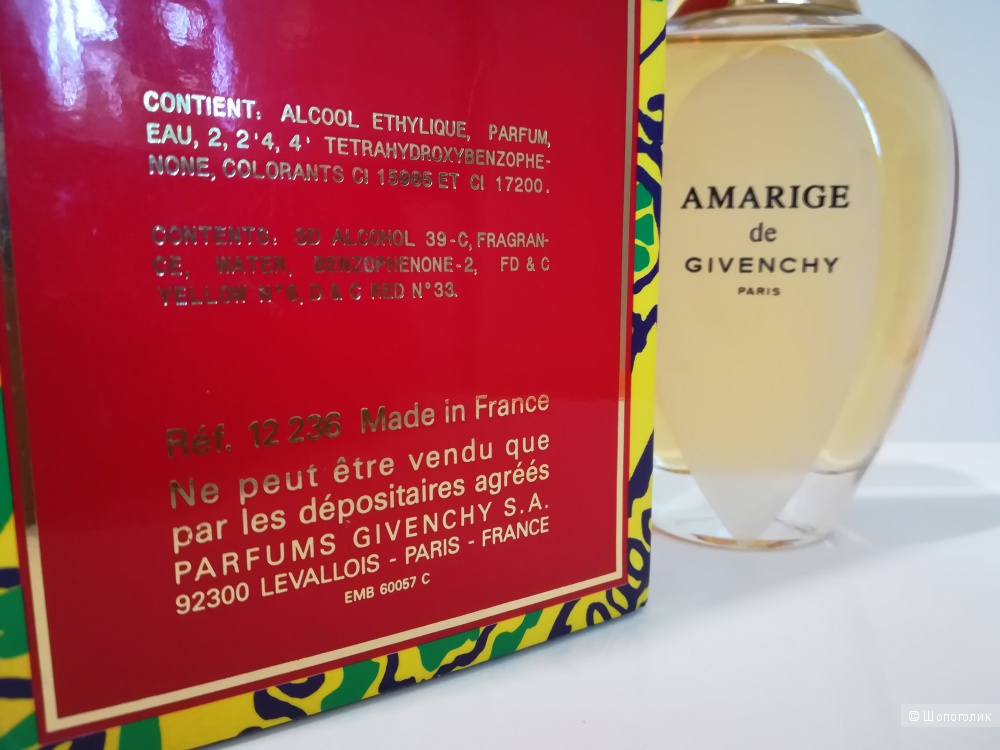 CONTIENT: ALCOOL ETHYLIQUE, PARFUM,
EAU, 2, 2'4, 4' TETRAHYDROXYBENZOPHE-
NONE, COLORANTS CI 15985 ET CI 17200.
CONTENTS: SD ALCOHOL 39-C, FRAGRAN-
CE, WATER, BENZOPHENONE-2, FD & C
YELLOW N°6, D & C RED N°33.
Réf. 12 236 Made in France
Ne peut être vendu que
par les dépositaires agréés
PARFUMS GIVENCHY S.A.
92300 LEVALLOIS - PARIS - FRANCE
EMB 60057 C
AMARIGE
de
GIVENCHY
PARIS
© Шопоголик